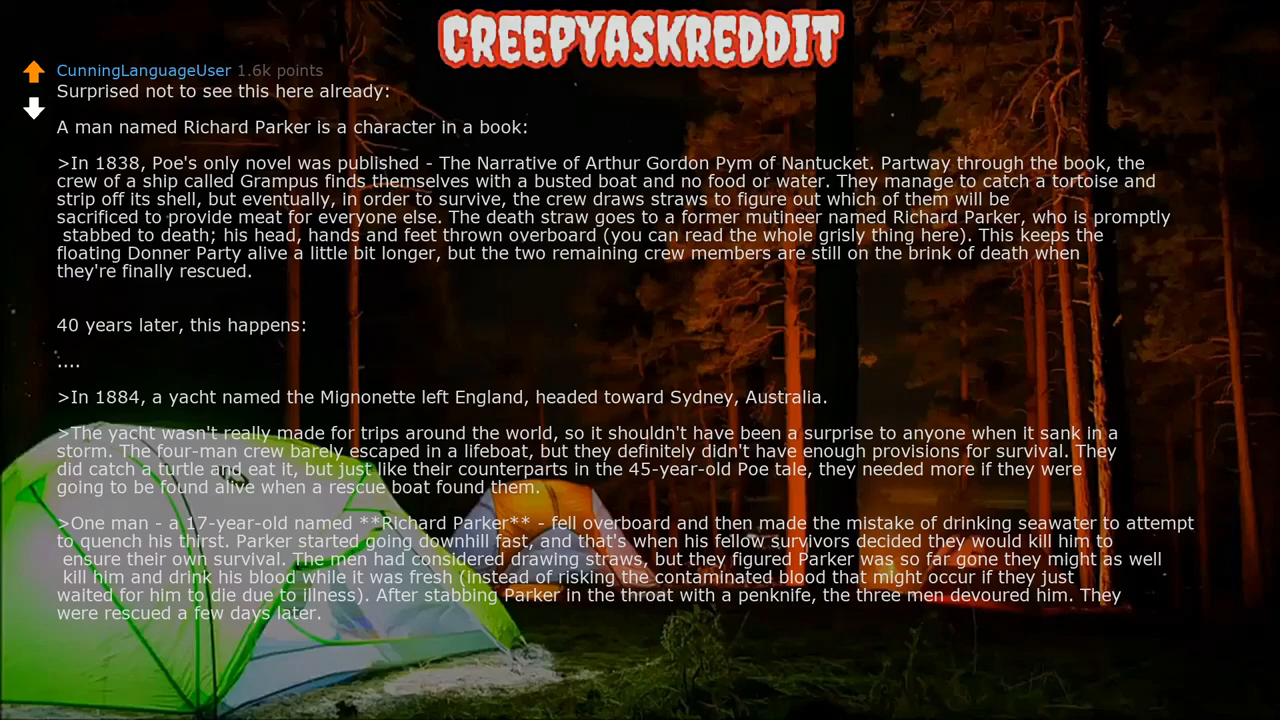 CREEPYASKREDDIT
CunningLanguageUser 1.6k points
Surprised not to see this here already:
A man named Richard Parker is a character in a book:
>In 1838, Poe's only novel was published - The Narrative of Arthur Gordon Pym of Nantucket. Partway through the book, the
crew of a ship called Grampus finds themselves with a busted boat and no food or water. They manage to catch a tortoise and
strip off its shell, but eventually, in order to survive, the crew draws straws to figure out which of them will be
sacrificed to provide meat for everyone else. The death straw goes to a former mutineer named Richard Parker, who is promptly
stabbed to death; his head, hands and feet thrown overboard (you can read the whole grisly thing here). This keeps the
floating Donner Party alive a little bit longer, but the two remaining crew members are still on the brink of death when
they're finally rescued.
40 years later, this happens:
....
>In 1884, a yacht named the Mignonette left England, headed toward Sydney, Australia.
>The yacht wasn't really made for trips around the world, so it shouldn't have been a surprise to anyone when it sank in a
storm. The four-man crew barely escaped in a lifeboat, but they definitely didn't have enough provisions for survival. They
did catch a turtle and eat it, but just like their counterparts in the 45-year-old Poe tale, they needed more if they were
going to be found alive when a rescue boat found them.
>One man - a 17-year-old named **Richard Parker** - fell overboard and then made the mistake of drinking seawater to attempt
to quench his thirst. Parker started going downhill fast, and that's when his fellow survivors decided they would kill him to
ensure their own survival. The men had considered drawing straws, but they figured Parker was so far gone they might as well
kill him and drink his blood while it was fresh (instead of risking the contaminated blood that might occur if they just
waited for him to die due to illness). After stabbing Parker in the throat with a penknife, the three men devoured him. They
were rescued a few days later.